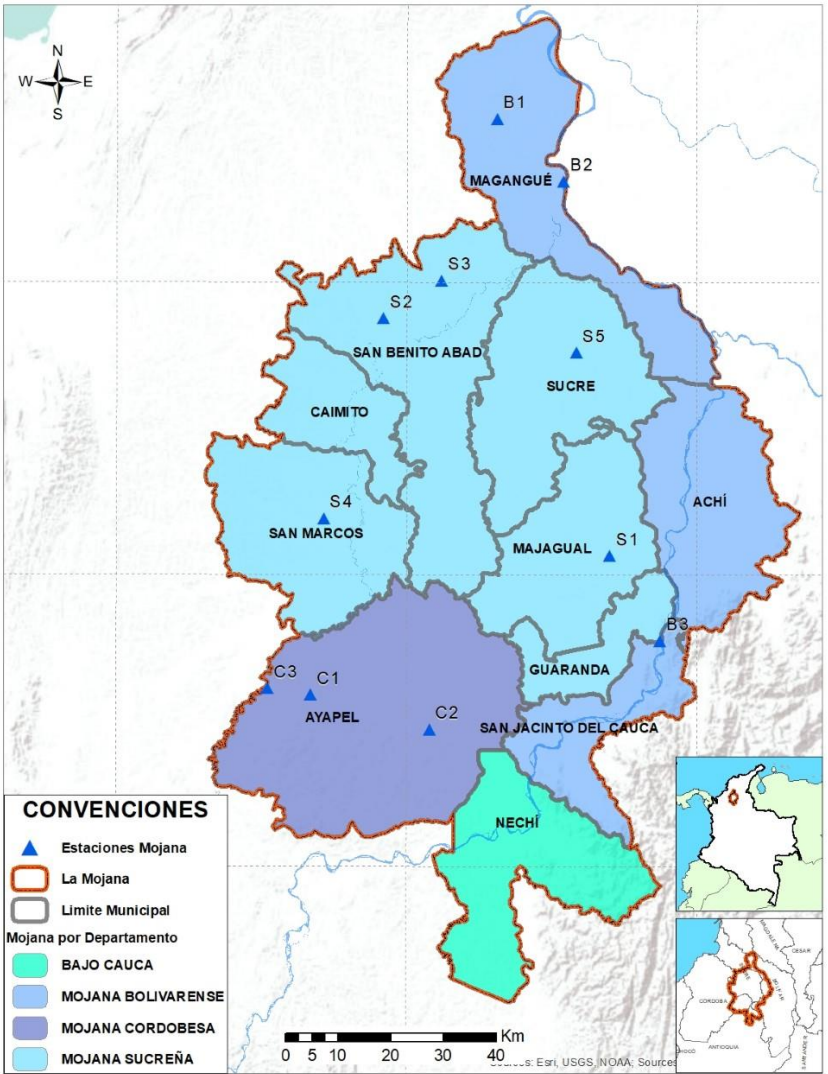 N
W E
S
B1
B2
MAGANGUÉ
S3
S2
SAN BENITO ABAD
S5
SUCRE
CAIMITO
S4
SAN MARCOS
ACHÍ
MAJAGUAL
S1
B3
GUARANDA
C3
C1
AYAPEL
C2
SAN JACINTO DEL CAUCA
NECHÍ
CONVENCIONES
Estaciones Mojana
La Mojana
Limite Municipal
Mojana por Departamento
BAJO CAUCA
MOJANA BOLIVARENSE
MOJANA CORDOBESA
MOJANA SUCREÑA
Km
0 5 10 20 30 40
Sources: Esri, USGS, NOAA; Sources
CESAR
CORDOBA
ANTIOQUIA